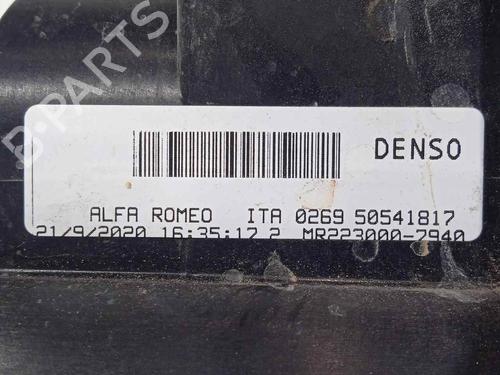 B-PARTS
DENSO
ALFA ROMEO ITA 0269 50541817
21/9/2020 16:35:17 2 MR223000-7940